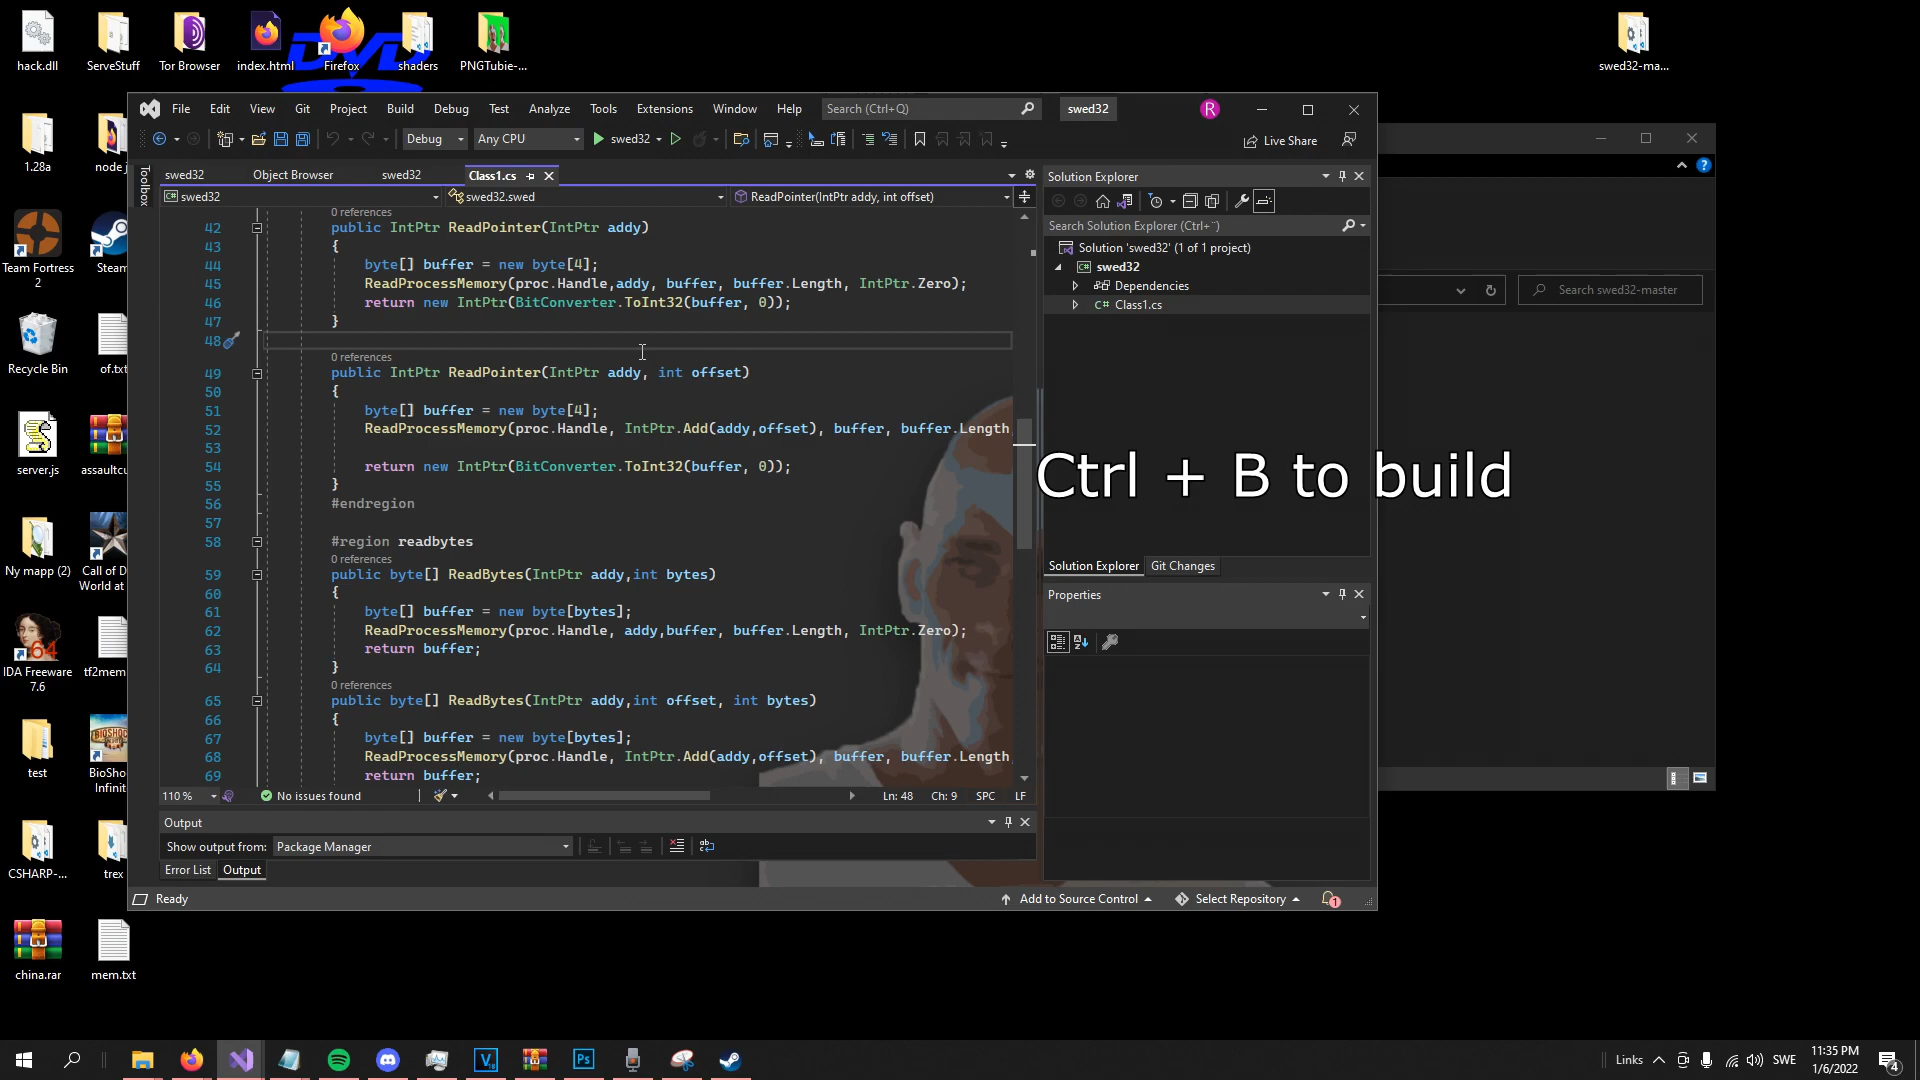 hack.dll
ServeStuff
Tor Browser
index.html
Firefox
shaders
PNGTubie-...
swed32-ma...
1.28a
node j
Team Fortress
2
Steam
Recycle Bin
of.txt
server.js
assaultcu
Ny mapp (2)
Call of D
World at
IDA Freeware
7.6
tf2mem
test
BioSho
Infinit
CSHARP-...
trex
china.rar
mem.txt
File Edit View Git Project Build Debug Test Analyze Tools Extensions Window Help Search (Ctrl+Q) swed32 R
Debug Any CPU swed32 Live Share
Toolbox
swed32 Object Browser swed32 Class1.cs
swed32 swed32.swed ReadPointer(IntPtr addy, int offset)
0 references
42 public IntPtr ReadPointer(IntPtr addy)
43 {
44 byte[] buffer = new byte[4];
45 ReadProcessMemory(proc.Handle,addy, buffer, buffer.Length, IntPtr.Zero);
46 return new IntPtr(BitConverter.ToInt32(buffer, 0));
47 }
48
0 references
49 public IntPtr ReadPointer(IntPtr addy, int offset)
50 {
51 byte[] buffer = new byte[4];
52 ReadProcessMemory(proc.Handle, IntPtr.Add(addy,offset), buffer, buffer.Length,
53
54 return new IntPtr(BitConverter.ToInt32(buffer, 0));
55 }
56 #endregion
57
58 #region readbytes
0 references
59 public byte[] ReadBytes(IntPtr addy,int bytes)
60 {
61 byte[] buffer = new byte[bytes];
62 ReadProcessMemory(proc.Handle, addy,buffer, buffer.Length, IntPtr.Zero);
63 return buffer;
64 }
0 references
65 public byte[] ReadBytes(IntPtr addy,int offset, int bytes)
66 {
67 byte[] buffer = new byte[bytes];
68 ReadProcessMemory(proc.Handle, IntPtr.Add(addy,offset), buffer, buffer.Length
69 return buffer;
110 % No issues found Ln: 48 Ch: 9 SPC LF
Output
Show output from: Package Manager
Error List Output
Ready Add to Source Control Select Repository 1
Solution Explorer
Search Solution Explorer (Ctrl+¨)
Solution 'swed32' (1 of 1 project)
swed32
Dependencies
Class1.cs
Solution Explorer Git Changes
Properties
Search swed32-master
Ctrl + B to build
Links SWE 11:35 PM
1/6/2022 4